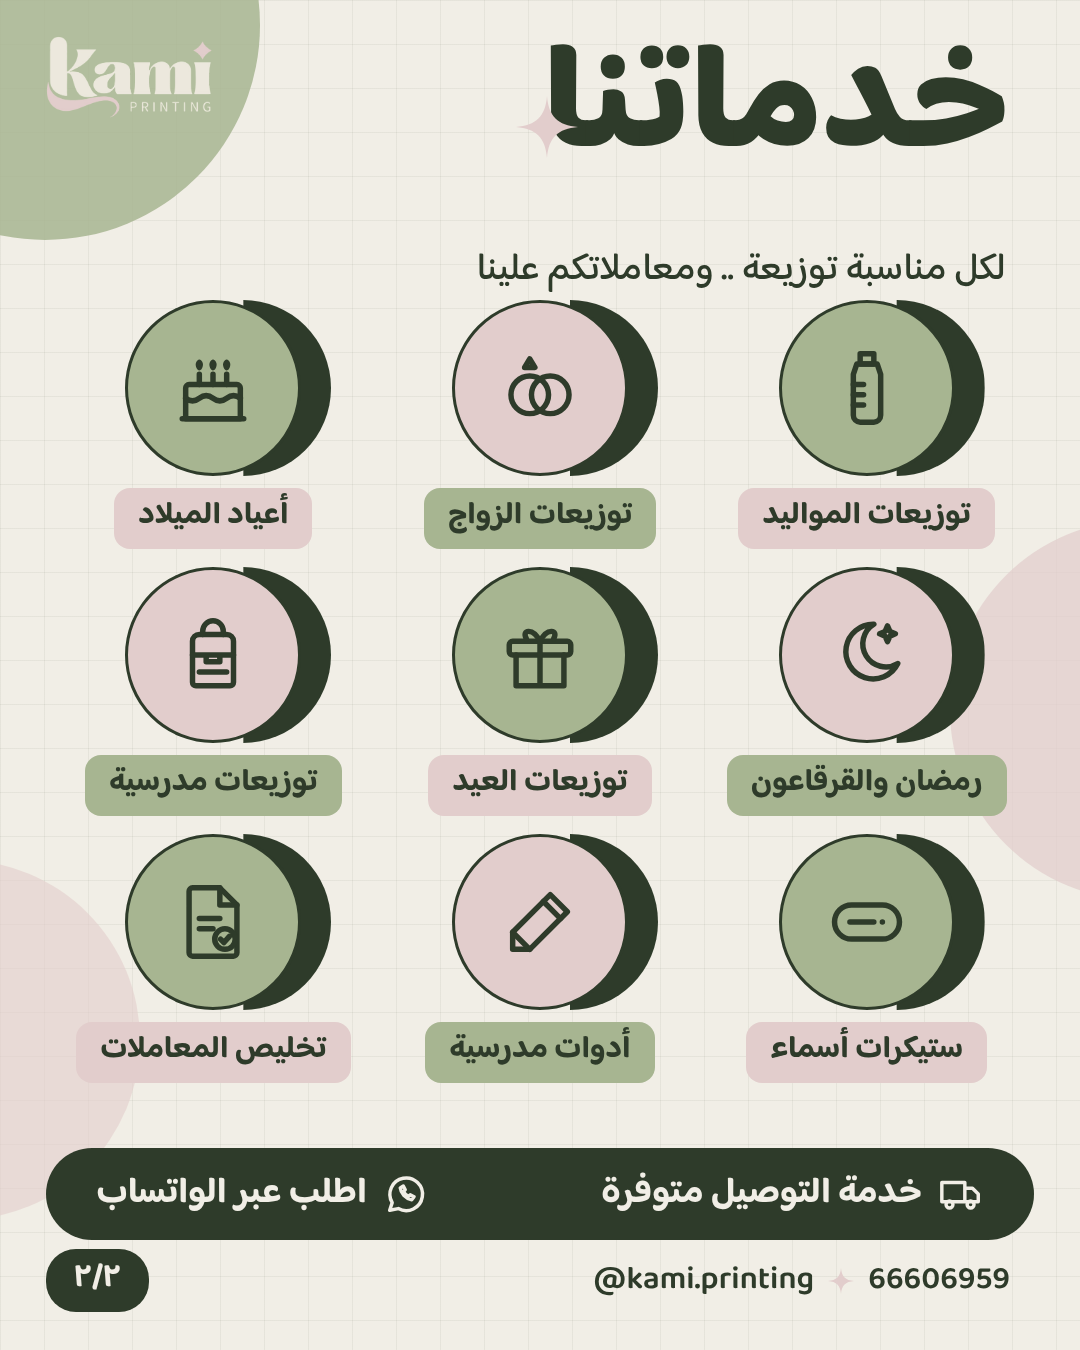 Kami
PRINTING
خدماتنا
لكل مناسبة توزيعة .. ومعاملاتكم علينا
توزيعات المواليد
توزيعات الزواج
أعياد الميلاد
رمضان والقرقاعون
توزيعات العيد
توزيعات مدرسية
ستيكرات أسماء
أدوات مدرسية
تخليص المعاملات
خدمة التوصيل متوفرة
اطلب عبر الواتساب
66606959
@kami.printing
٢/٢